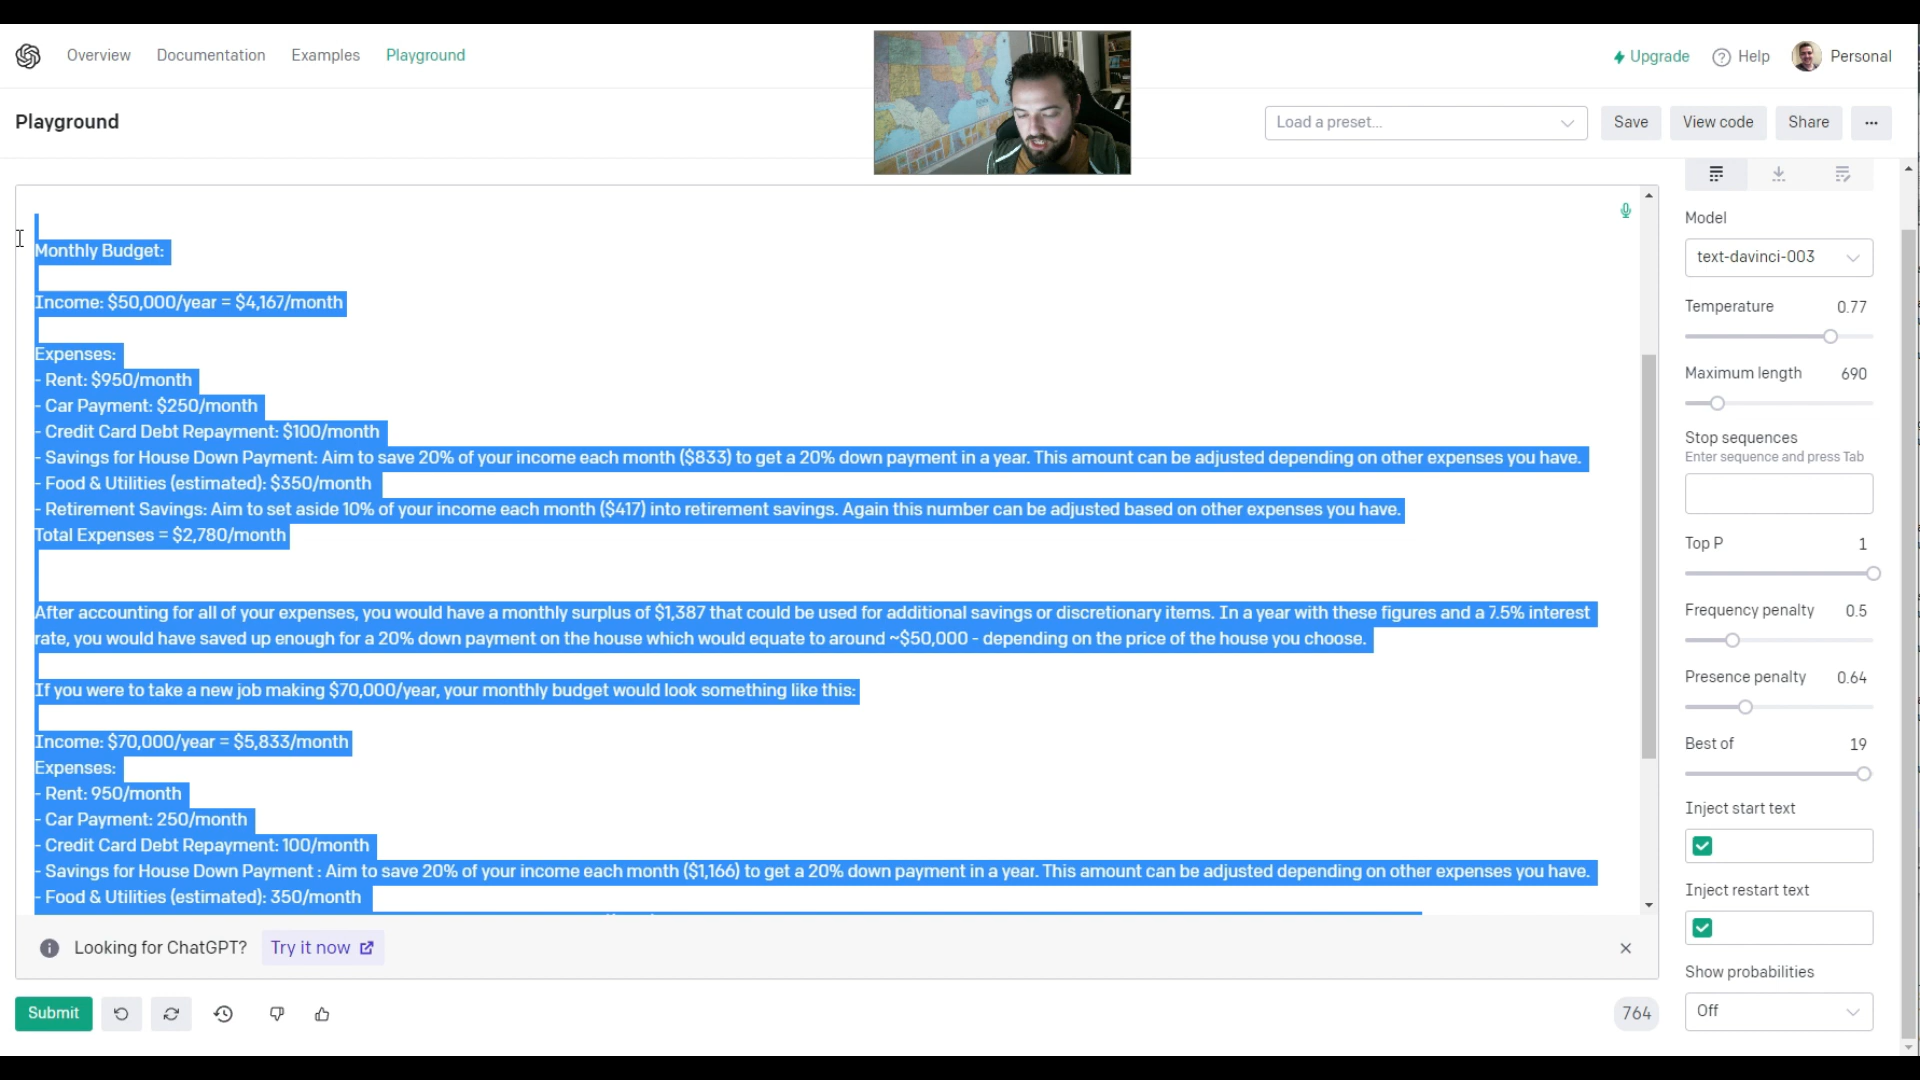 Overview
Documentation
Examples
Playground
Upgrade
Help
Personal
Playground
Load a preset...
Save
View code
Share
...
Monthly Budget:
Income: $50,000/year = $4,167/month
Expenses:
- Rent: $950/month
- Car Payment: $250/month
- Credit Card Debt Repayment: $100/month
- Savings for House Down Payment: Aim to save 20% of your income each month ($833) to get a 20% down payment in a year. This amount can be adjusted depending on other expenses you have.
- Food & Utilities (estimated): $350/month
- Retirement Savings: Aim to set aside 10% of your income each month ($417) into retirement savings. Again this number can be adjusted based on other expenses you have.
Total Expenses = $2,780/month
After accounting for all of your expenses, you would have a monthly surplus of $1,387 that could be used for additional savings or discretionary items. In a year with these figures and a 7.5% interest
rate, you would have saved up enough for a 20% down payment on the house which would equate to around ~$50,000 - depending on the price of the house you choose.
If you were to take a new job making $70,000/year, your monthly budget would look something like this:
Income: $70,000/year = $5,833/month
Expenses:
- Rent: 950/month
- Car Payment: 250/month
- Credit Card Debt Repayment: 100/month
- Savings for House Down Payment : Aim to save 20% of your income each month ($1,166) to get a 20% down payment in a year. This amount can be adjusted depending on other expenses you have.
- Food & Utilities (estimated): 350/month
Looking for ChatGPT?
Try it now
Submit
764
Model
text-davinci-003
Temperature 0.77
Maximum length 690
Stop sequences
Enter sequence and press Tab
Top P 1
Frequency penalty 0.5
Presence penalty 0.64
Best of 19
Inject start text
Inject restart text
Show probabilities
Off